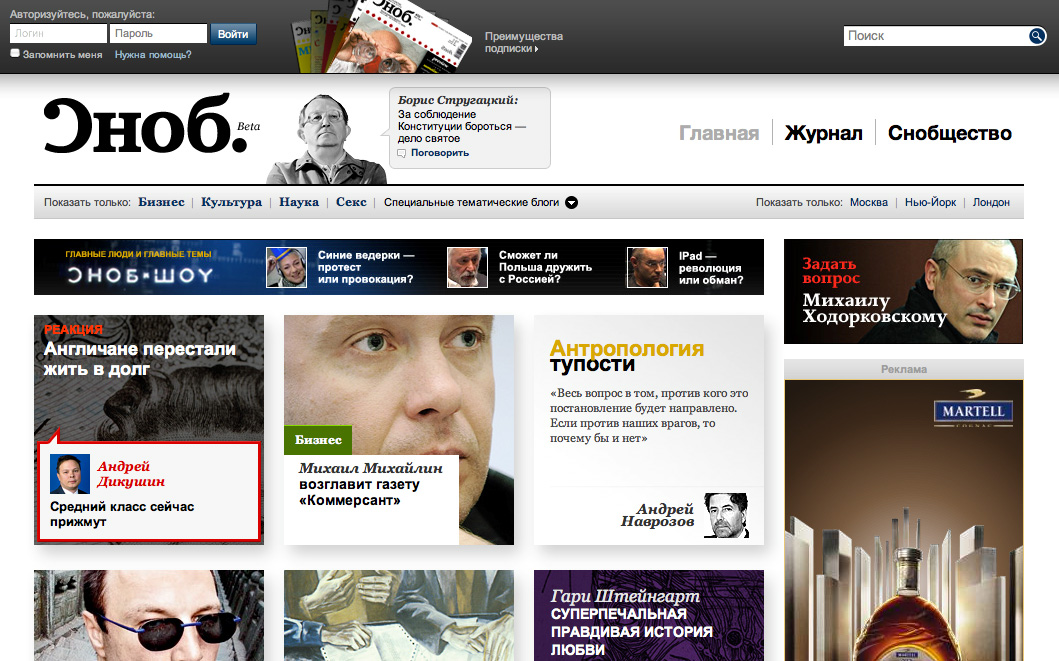 Авторизуйтесь, пожалуйста:
Логин
Пароль
Войти
Запомнить меня
Нужна помощь?
Сноб.
Преимущества
подписки
Поиск
Сноб.
Beta
Борис Стругацкий:
За соблюдение
Конституции бороться —
дело святое
Поговорить
Главная
Журнал
Снобщество
Показать только: Бизнес | Культура | Наука | Секс | Специальные тематические блоги
Показать только: Москва | Нью-Йорк | Лондон
ГЛАВНЫЕ ЛЮДИ И ГЛАВНЫЕ ТЕМЫ
СНОБ-ШОУ
Синие ведерки —
протест
или провокация?
Сможет ли
Польша дружить
с Россией?
IPad —
революция
или обман?
Задать
вопрос
Михаилу
Ходорковскому
РЕАКЦИЯ
Англичане перестали
жить в долг
Андрей
Дикушин
Средний класс сейчас
прижмут
Бизнес
Михаил Михайлин
возглавит газету
«Коммерсант»
Антропология
тупости
«Весь вопрос в том, против кого это
постановление будет направлено.
Если против наших врагов, то
почему бы и нет»
Андрей
Наврозов
Реклама
MARTELL
COGNAC
MARTELL
Гари Штейнгарт
СУПЕРПЕЧАЛЬНАЯ
ПРАВДИВАЯ ИСТОРИЯ
ЛЮБВИ